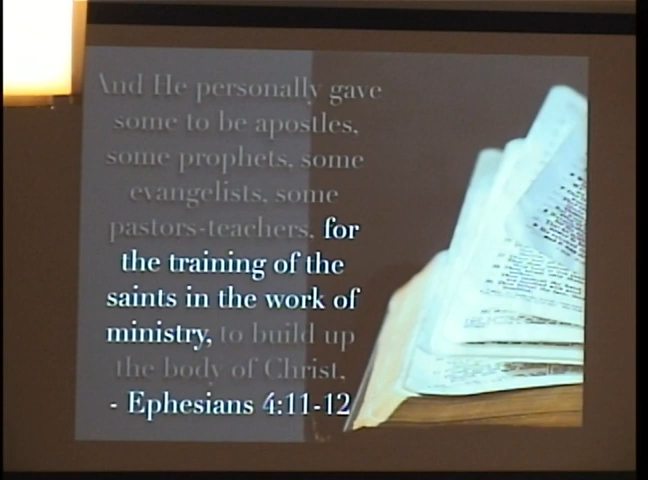 And He personally gave
some to be apostles,
some prophets, some
evangelists, some
pastors-teachers, for
the training of the
saints in the work of
ministry, to build up
the body of Christ,
- Ephesians 4:11-12